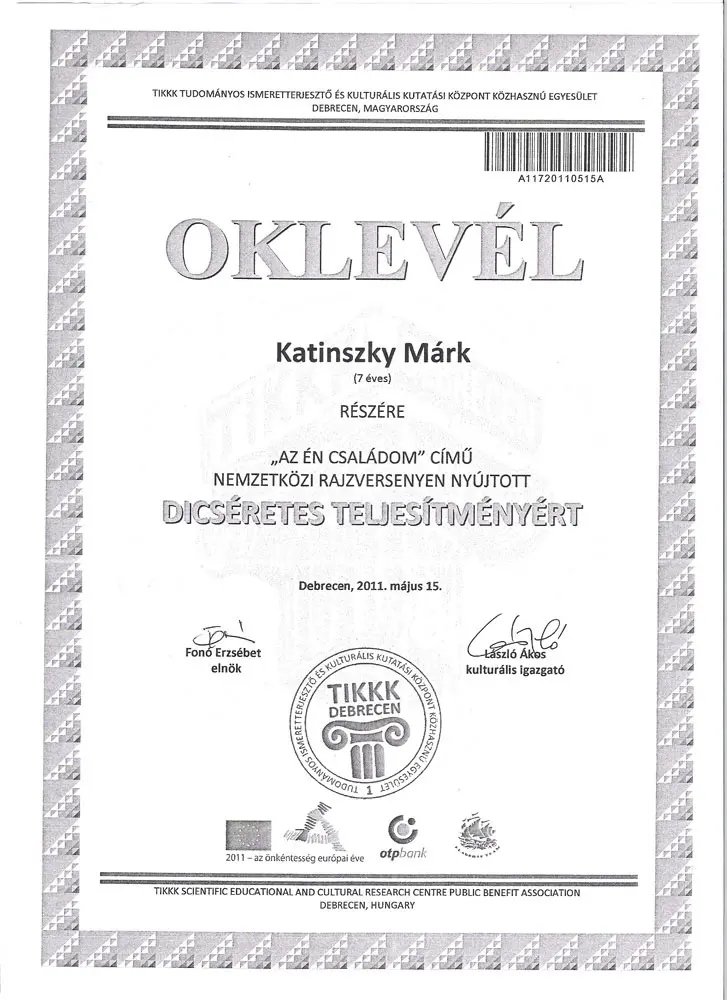 TIKKK TUDOMÁNYOS ISMERETTERJESZTŐ ÉS KULTURÁLIS KUTATÁSI KÖZPONT KÖZHASZNÚ EGYESÜLET
DEBRECEN, MAGYARORSZÁG
A11720110515A
OKLEVÉL
Katinszky Márk
(7 éves)
RÉSZÉRE
„AZ ÉN CSALÁDOM” CÍMŰ
NEMZETKÖZI RAJZVERSENYEN NYÚJTOTT
DICSÉRETES TELJESÍTMÉNYÉRT
Debrecen, 2011. május 15.
Fonó Erzsébet
elnök
László Ákos
kulturális igazgató
TUDOMÁNYOS ISMERETTERJESZTŐ ÉS KULTURÁLIS KUTATÁSI KÖZPONT KÖZHASZNÚ EGYESÜLET
TIKKK
DEBRECEN
1
2011 – az önkéntesség európai éve
otpbank
TIKKK SCIENTIFIC EDUCATIONAL AND CULTURAL RESEARCH CENTRE PUBLIC BENEFIT ASSOCIATION
DEBRECEN, HUNGARY